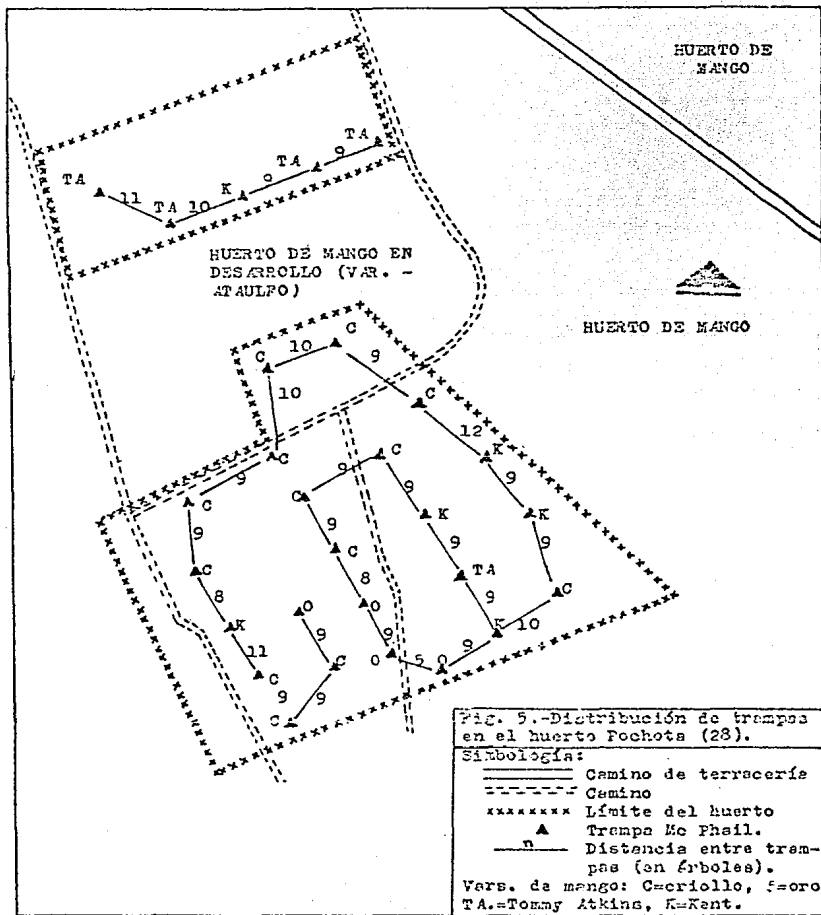 HUERTO DE
MANGO
TA
TA
TA
K
TA
11
10
9
9
HUERTO DE MANGO EN
DESARROLLO (VAR. -
ATAULFO)
HUERTO DE MANGO
C
10
C
9
10
C
12
C
9
K
9
C
C
9
9
K
K
9
C
9
9
C
8
C
8
9
TA
9
C
K
O
O
9
K
10
11
9
9
C
C
O
5
O
9
9
C
Fig. 5.-Distribución de trampas
en el huerto Pochota (28).
Simbología:
Camino de terracería
Camino
xxxxxxxxx Límite del huerto
Trampa Mc Phail.
n Distancia entre tram-
pas (en árboles).
Vars. de mango: C=criollo, O=oro
TA.=Tommy Atkins, K=Kent.